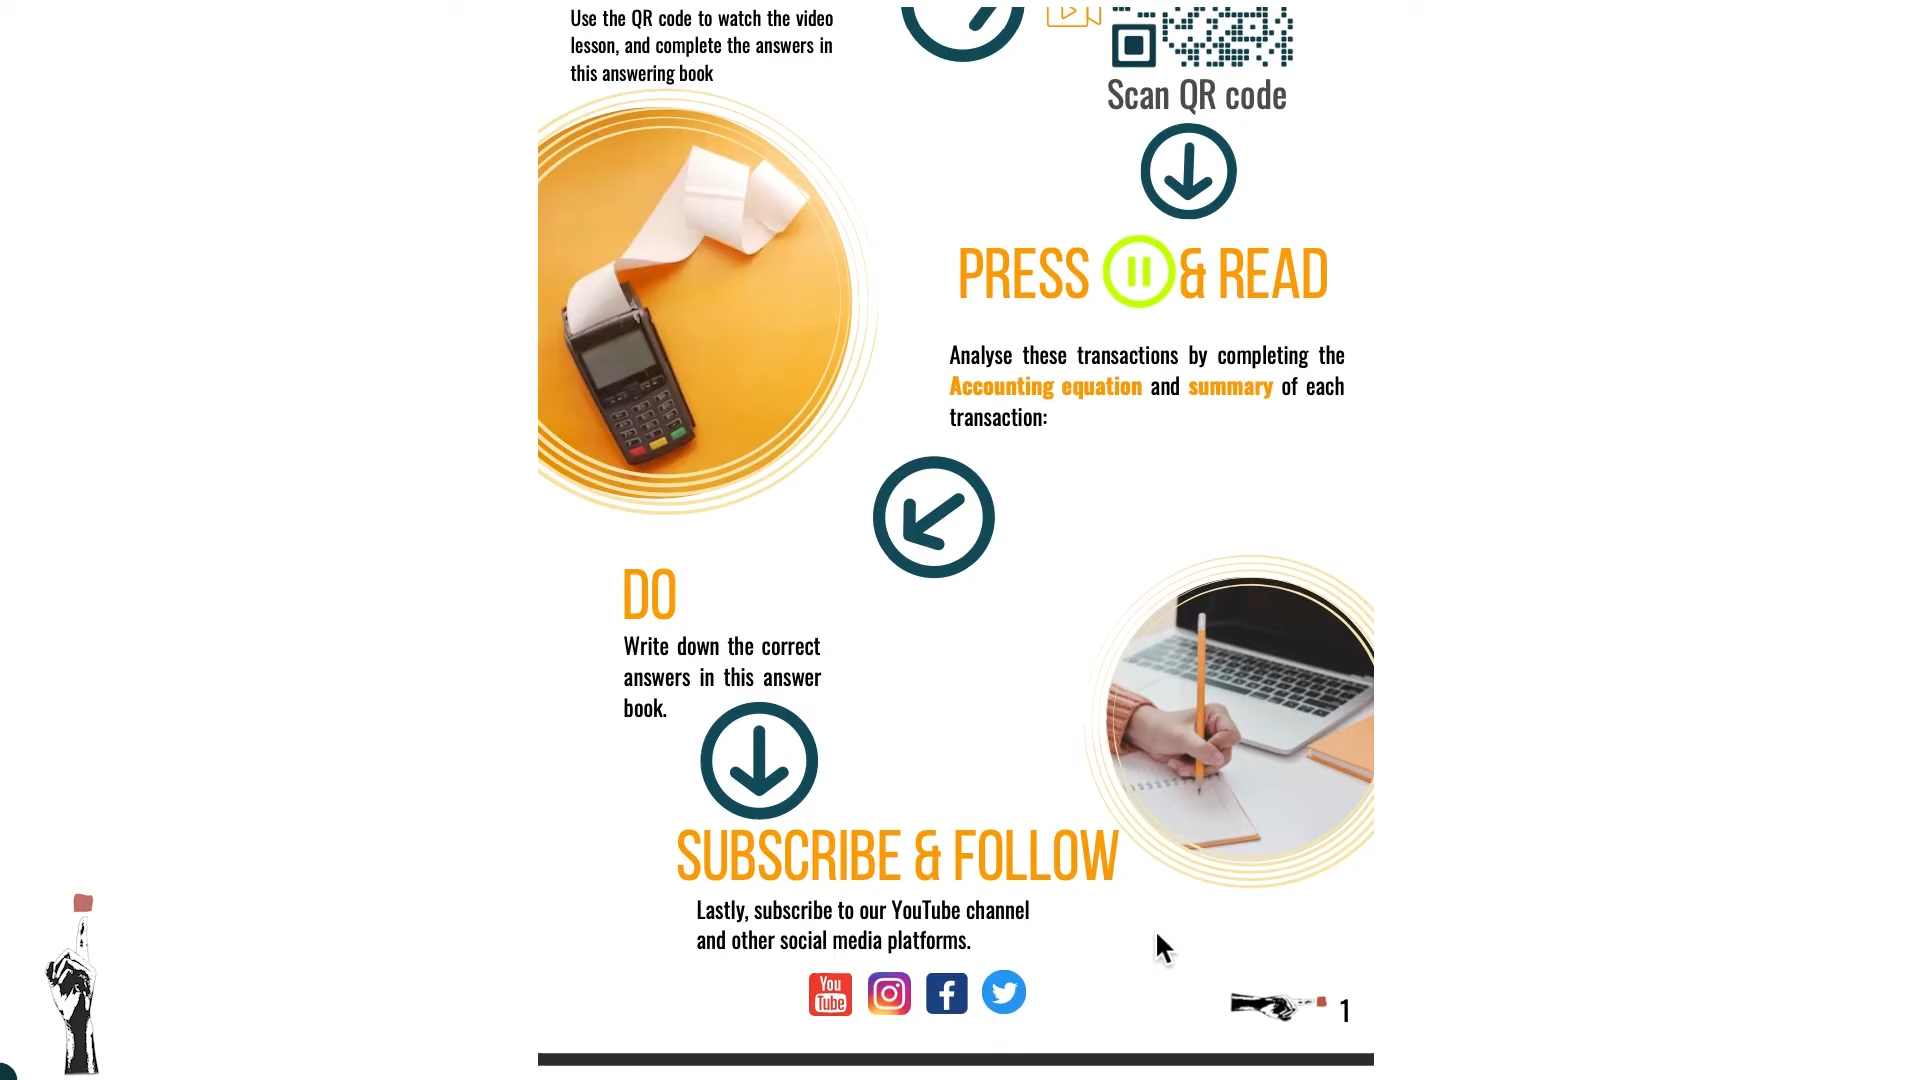 Use the QR code to watch the video
lesson, and complete the answers in
this answering book
Scan QR code
PRESS & READ
Analyse these transactions by completing the
Accounting equation and summary of each
transaction:
DO
Write down the correct
answers in this answer
book.
SUBSCRIBE & FOLLOW
Lastly, subscribe to our YouTube channel
and other social media platforms.
You
Tube
1